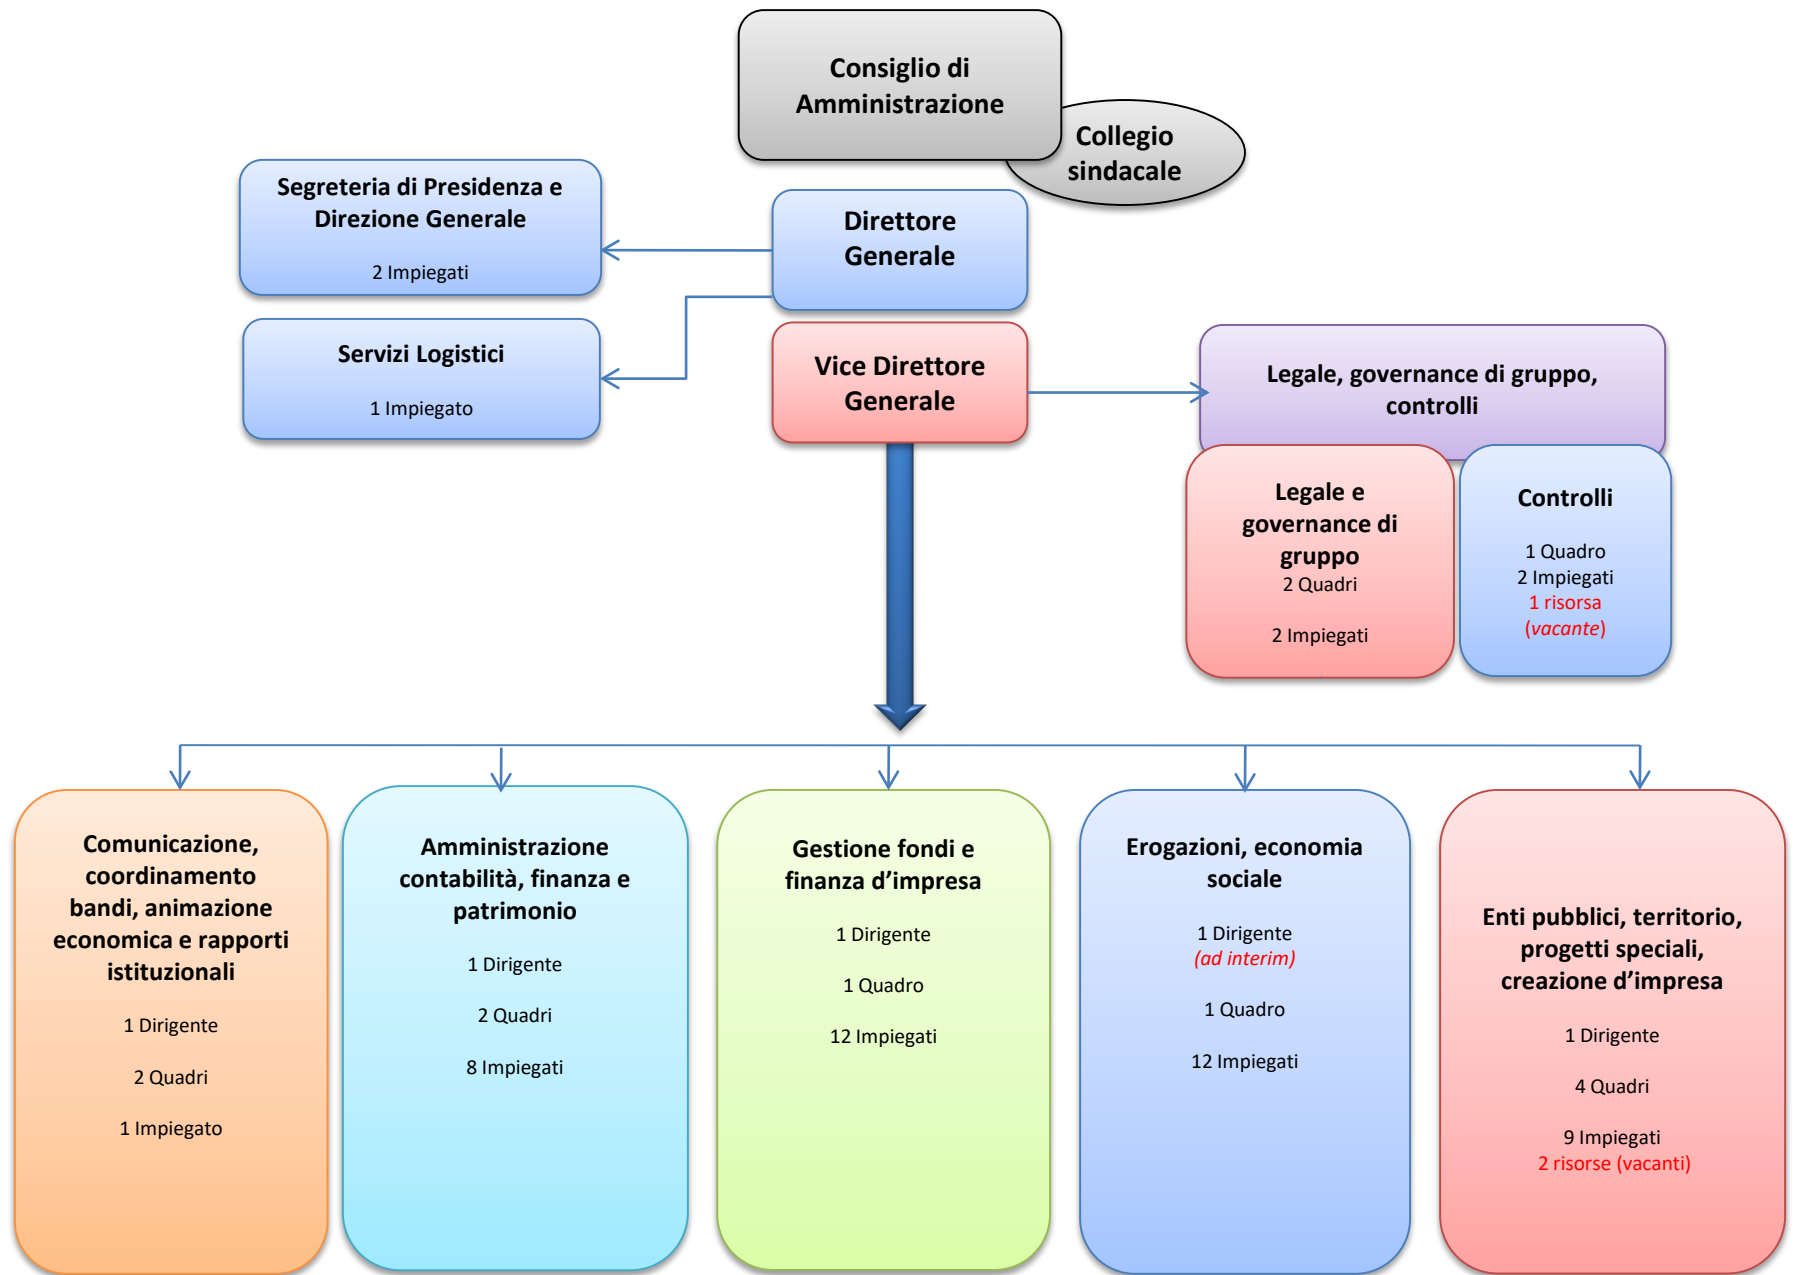 Consiglio di
Amministrazione
Collegio
sindacale
Segreteria di Presidenza e
Direzione Generale
2 Impiegati
Direttore
Generale
Servizi Logistici
1 Impiegato
Vice Direttore
Generale
Legale, governance di gruppo,
controlli
Legale e
governance di
gruppo
2 Quadri
2 Impiegati
Controlli
1 Quadro
2 Impiegati
1 risorsa
(vacante)
Comunicazione,
coordinamento
bandi, animazione
economica e rapporti
istituzionali
1 Dirigente
2 Quadri
1 Impiegato
Amministrazione
contabilità, finanza e
patrimonio
1 Dirigente
2 Quadri
8 Impiegati
Gestione fondi e
finanza d’impresa
1 Dirigente
1 Quadro
12 Impiegati
Erogazioni, economia
sociale
1 Dirigente
(ad interim)
1 Quadro
12 Impiegati
Enti pubblici, territorio,
progetti speciali,
creazione d’impresa
1 Dirigente
4 Quadri
9 Impiegati
2 risorse (vacanti)